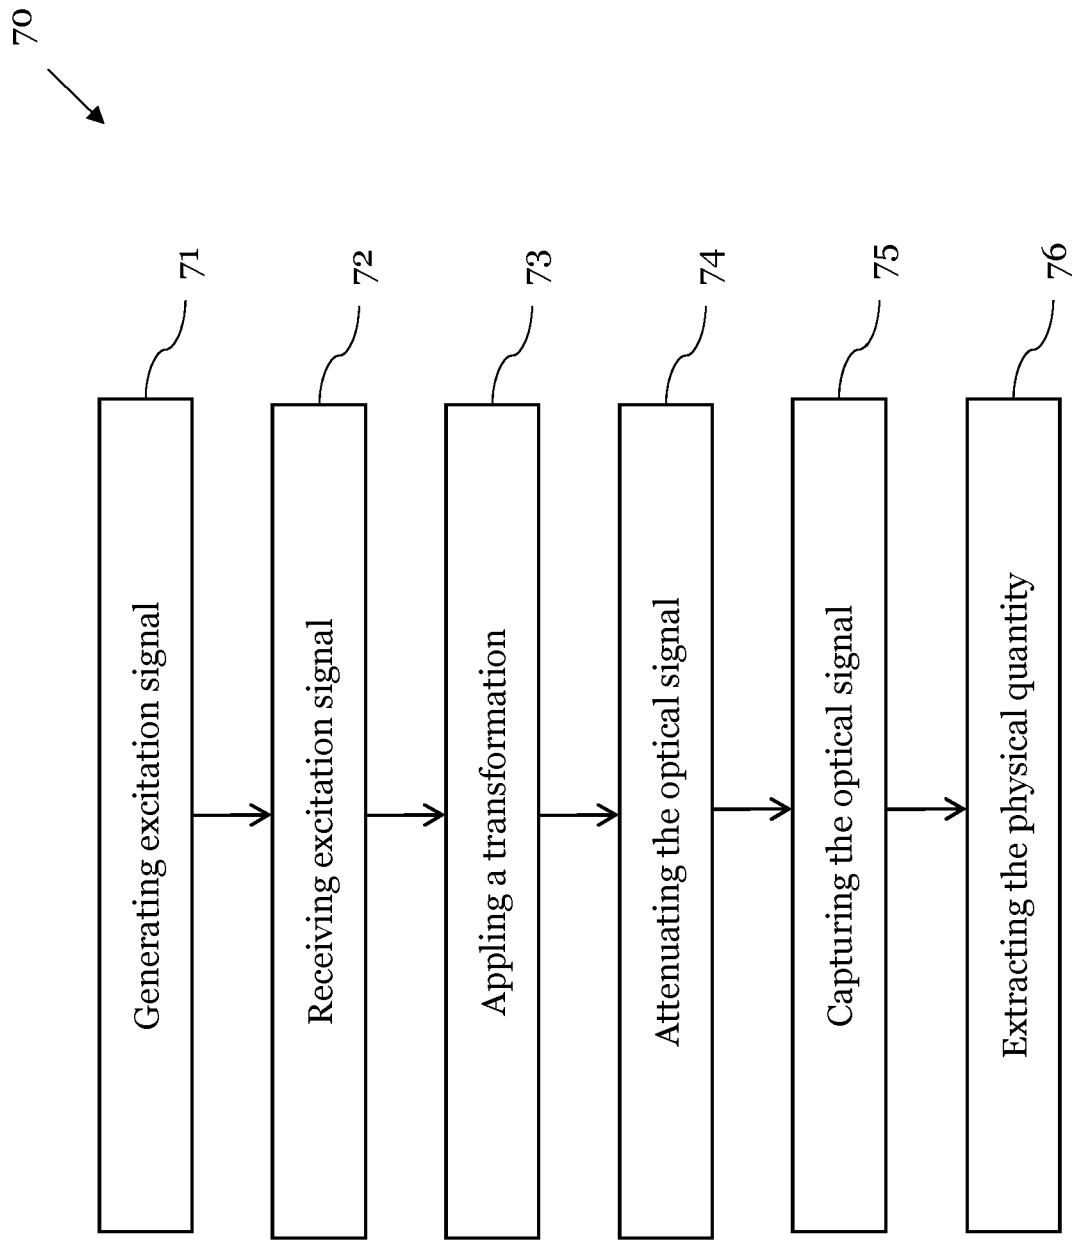 70
Generating excitation signal
71
Receiving excitation signal
72
Appling a transformation
73
Attenuating the optical signal
74
Capturing the optical signal
75
Extracting the physical quantity
76